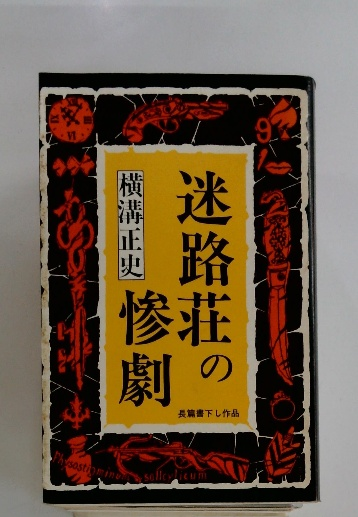 迷路荘の
惨劇
横溝正史
長篇書下し作品